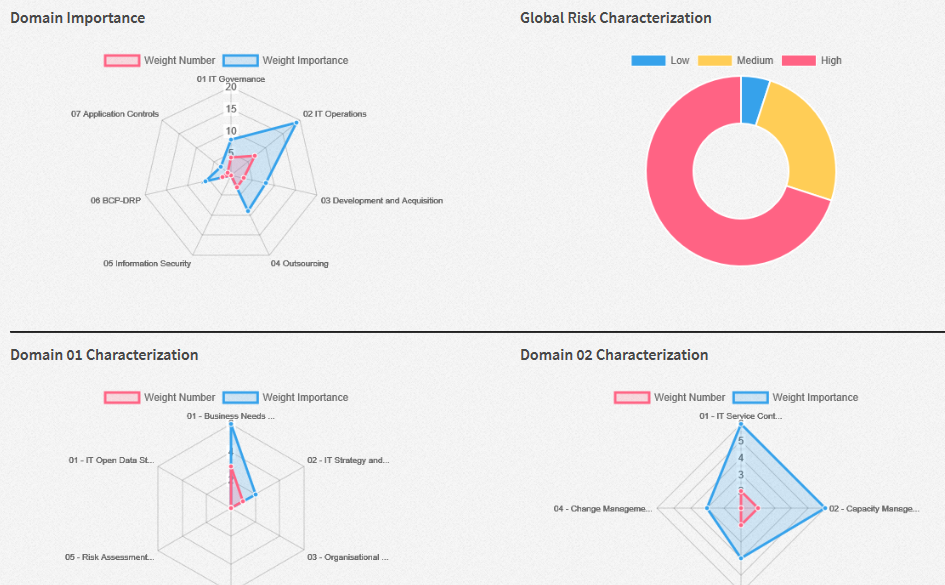 Domain Importance
Weight Number Weight Importance
01 IT Governance
20
15
10
5
07 Application Controls
02 IT Operations
06 BCP-DRP
03 Development and Acquisition
05 Information Security
04 Outsourcing
Global Risk Characterization
Low Medium High
Domain 01 Characterization
Weight Number Weight Importance
01 - Business Needs ...
01 - IT Open Data St...
02 - IT Strategy and...
05 - Risk Assessment...
03 - Organisational ...
Domain 02 Characterization
Weight Number Weight Importance
01 - IT Service Cont...
5
4
3
04 - Change Manageme...
02 - Capacity Manage...